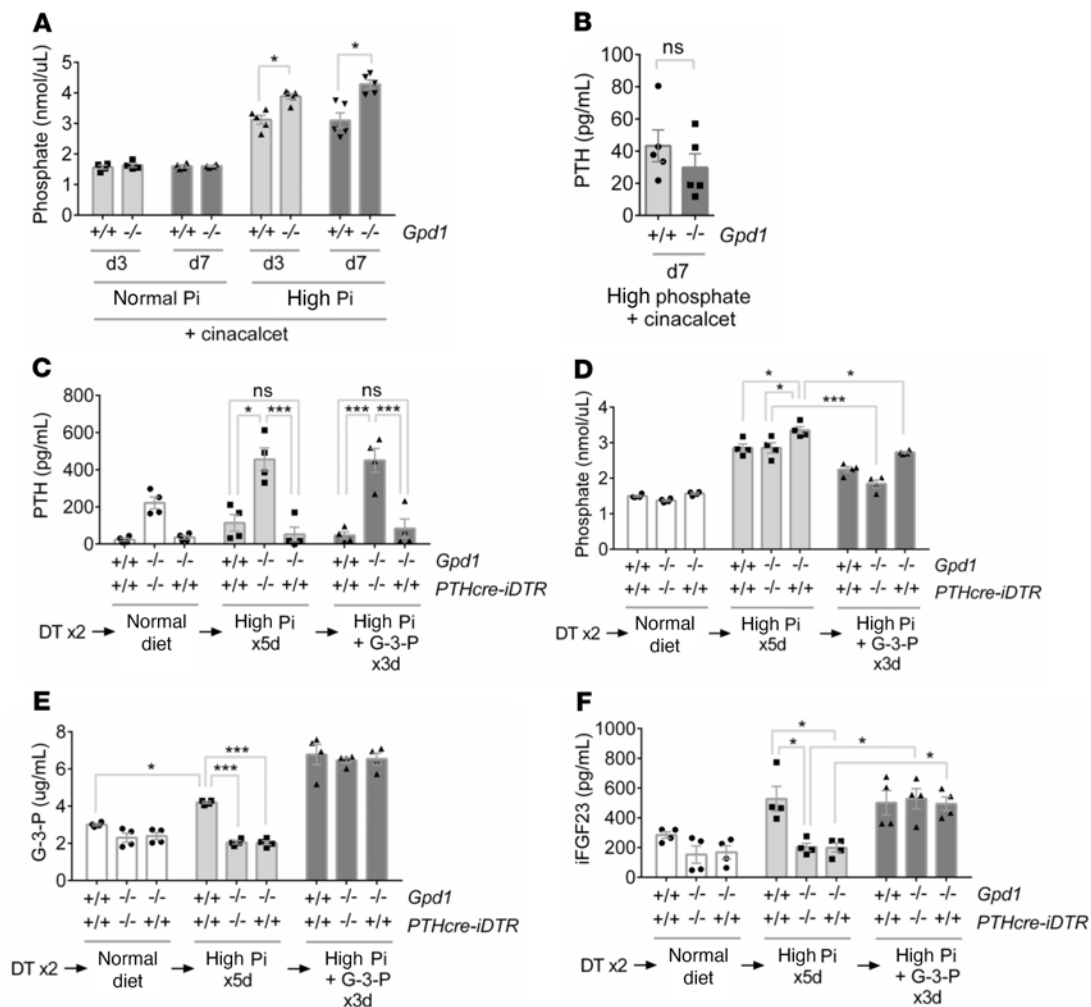 A
Phosphate (nmol/uL)
5
4
3
2
1
0
* *
+/+ -/- +/+ -/- +/+ -/- +/+ -/- Gpd1
d3 d7 d3 d7
Normal Pi High Pi
+ cinacalcet
B
PTH (pg/mL)
100
80
60
40
20
0
ns
+/+ -/- Gpd1
d7
High phosphate
+ cinacalcet
C
PTH (pg/mL)
800
600
400
200
0
ns ns
* *** *** ***
+/+ -/- -/- +/+ -/- -/- +/+ -/- -/- Gpd1
+/+ -/- +/+ +/+ -/- +/+ +/+ -/- +/+ PTHcre-iDTR
DT x2 Normal High Pi High Pi
diet x5d + G-3-P
x3d
D
Phosphate (nmol/uL)
4
3
2
1
0
* *
*
***
+/+ -/- -/- +/+ -/- -/- +/+ -/- -/- Gpd1
+/+ -/- +/+ +/+ -/- +/+ +/+ -/- +/+ PTHcre-iDTR
DT x2 Normal High Pi High Pi
diet x5d + G-3-P
x3d
E
G-3-P (ug/mL)
8
6
4
2
0
***
* ***
+/+ -/- -/- +/+ -/- -/- +/+ -/- -/- Gpd1
+/+ -/- +/+ +/+ -/- +/+ +/+ -/- +/+ PTHcre-iDTR
DT x2 Normal High Pi High Pi
diet x5d + G-3-P
x3d
F
iFGF23 (pg/mL)
1000
800
600
400
200
0
*
* *
*
+/+ -/- -/- +/+ -/- -/- +/+ -/- -/- Gpd1
+/+ -/- +/+ +/+ -/- +/+ +/+ -/- +/+ PTHcre-iDTR
DT x2 Normal High Pi High Pi
diet x5d + G-3-P
x3d